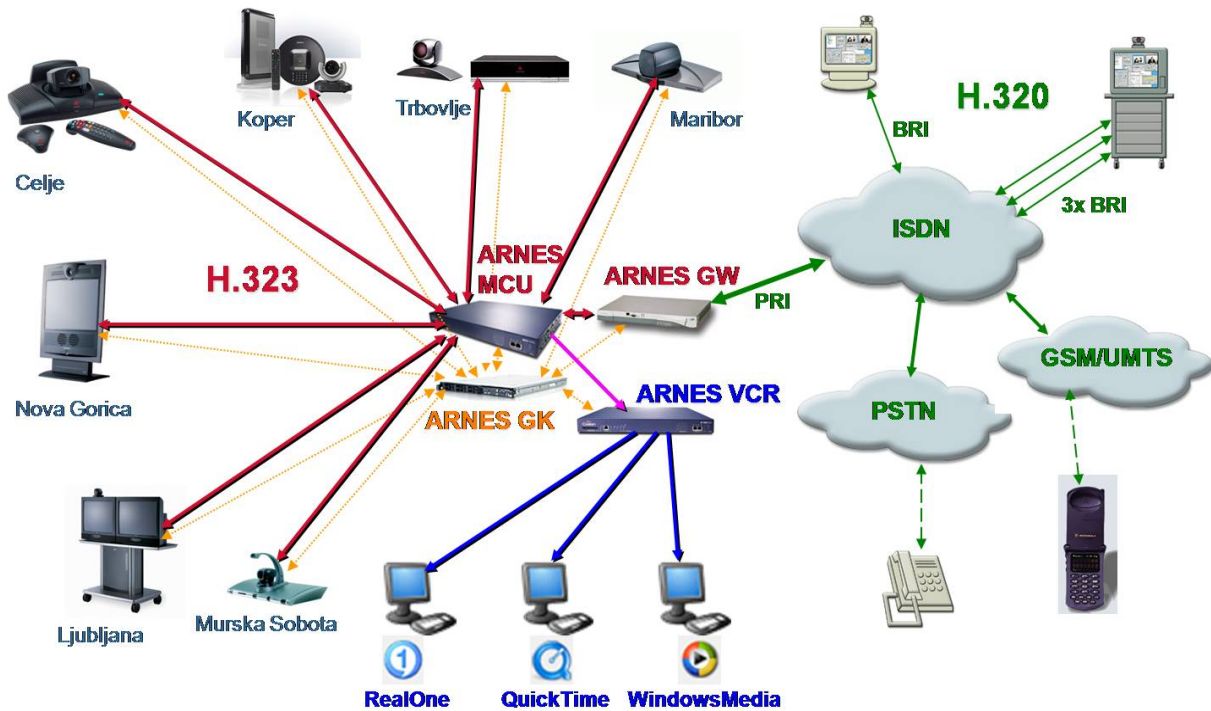 Celje
Koper
Trbovlje
Maribor
H.320
BRI
3x BRI
ISDN
H.323
ARNES
MCU
ARNES GW
PRI
GSM/UMTS
Nova Gorica
ARNES GK
ARNES VCR
PSTN
Ljubljana
Murska Sobota
1
RealOne
QuickTime
WindowsMedia